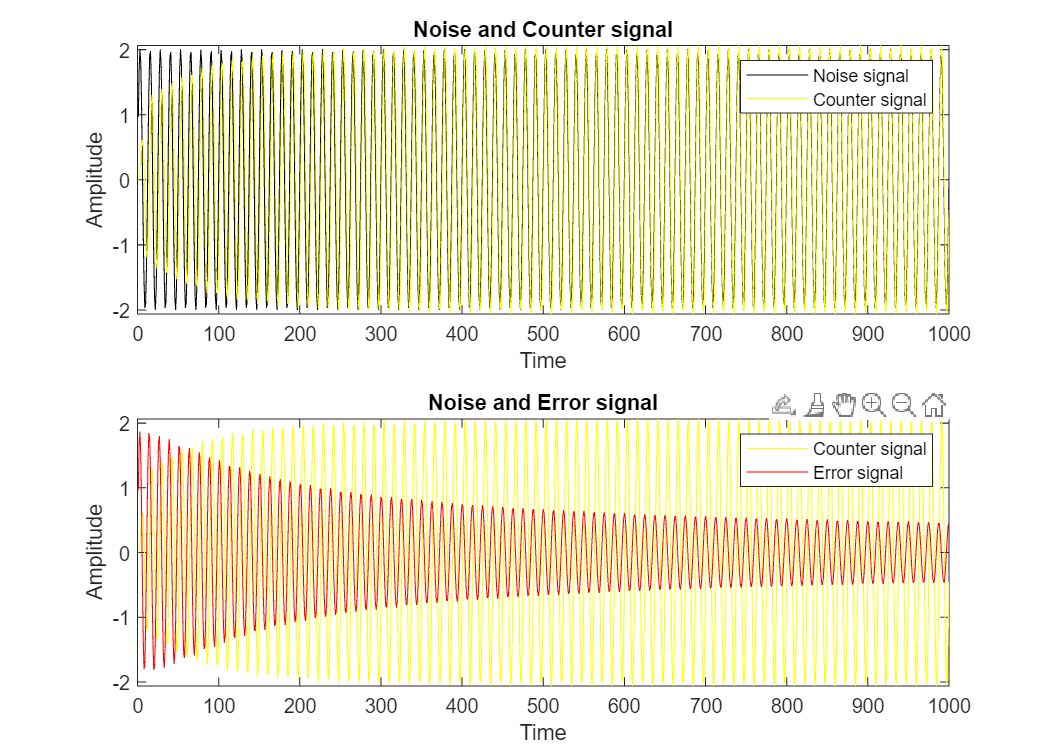 Noise and Counter signal
2
1
0
-1
-2
Amplitude
Noise signal
Counter signal
0 100 200 300 400 500 600 700 800 900 1000
Time
Noise and Error signal
2
1
0
-1
-2
Amplitude
Counter signal
Error signal
0 100 200 300 400 500 600 700 800 900 1000
Time